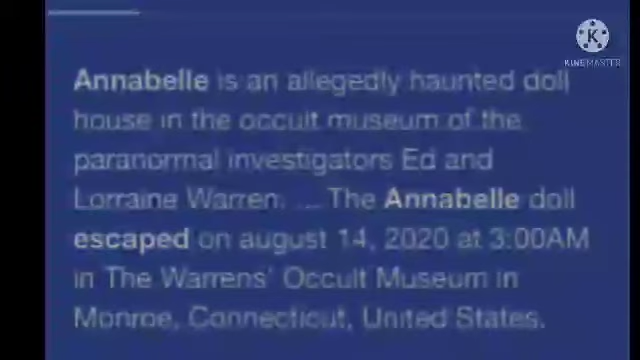 KINEMASTER
Annabelle is an allegedly haunted doll
house in the occult museum of the
paranormal investigators Ed and
Lorraine Warren. ... The Annabelle doll
escaped on august 14, 2020 at 3:00AM
in The Warrens' Occult Museum in
Monroe, Connecticut, United States.